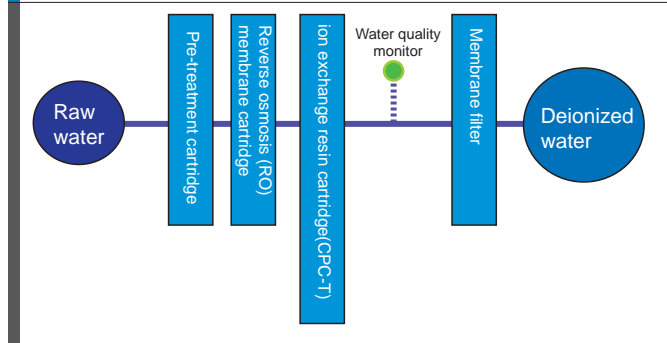 Raw
water
Pre-treatment cartridge
Reverse osmosis (RO)
membrane cartridge
ion exchange resin cartridge(CPC-T)
Water quality
monitor
Membrane filter
Deionized
water